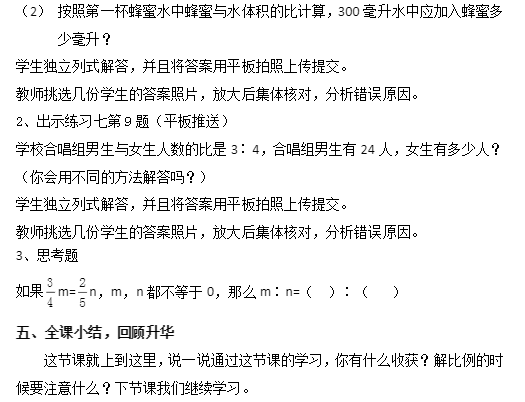 （2） 按照第一杯蜂蜜水中蜂蜜与水体积的比计算，300 毫升水中应加入蜂蜜多
少毫升？
学生独立列式解答，并且将答案用平板拍照上传提交。
教师挑选几份学生的答案照片，放大后集体核对，分析错误原因。
2、出示练习七第 9 题（平板推送）
学校合唱组男生与女生人数的比是 3∶4，合唱组男生有 24 人，女生有多少人？
（你会用不同的方法解答吗？）
学生独立列式解答，并且将答案用平板拍照上传提交。
教师挑选几份学生的答案照片，放大后集体核对，分析错误原因。
3、思考题
如果3/4m=2/5n，m，n 都不等于 0，那么 m∶n=（ ）∶（ ）
五、全课小结，回顾升华
这节课就上到这里，说一说通过这节课的学习，你有什么收获？解比例的时
候要注意什么？下节课我们继续学习。